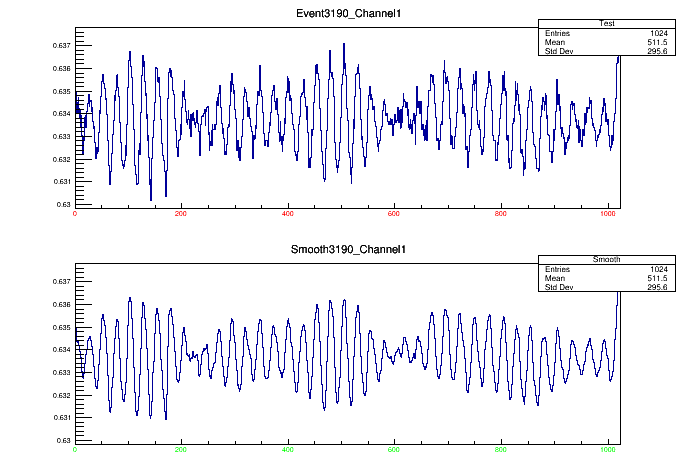 Event3190_Channel1
Test
Entries 1024
Mean 511.5
Std Dev 295.6
0.637
0.636
0.635
0.634
0.633
0.632
0.631
0.63
0 200 400 600 800 1000
Smooth3190_Channel1
Smooth
Entries 1024
Mean 511.5
Std Dev 295.6
0.637
0.636
0.635
0.634
0.633
0.632
0.631
0.63
0 200 400 600 800 1000